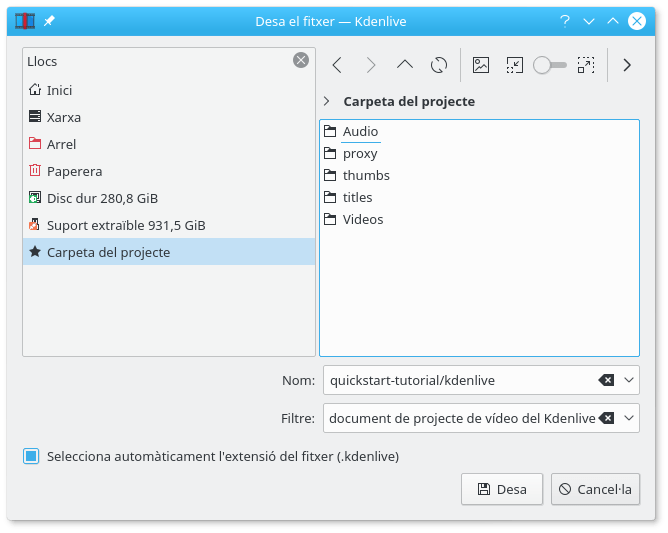 Desa el fitxer — Kdenlive
Llocs
Inici
Xarxa
Arrel
Paperera
Disc dur 280,8 GiB
Suport extraïble 931,5 GiB
Carpeta del projecte
Carpeta del projecte
Audio
proxy
thumbs
titles
Videos
Nom: quickstart-tutorial/kdenlive
Filtre: document de projecte de vídeo del Kdenlive
Selecciona automàticament l'extensió del fitxer (.kdenlive)
Desa Cancel·la